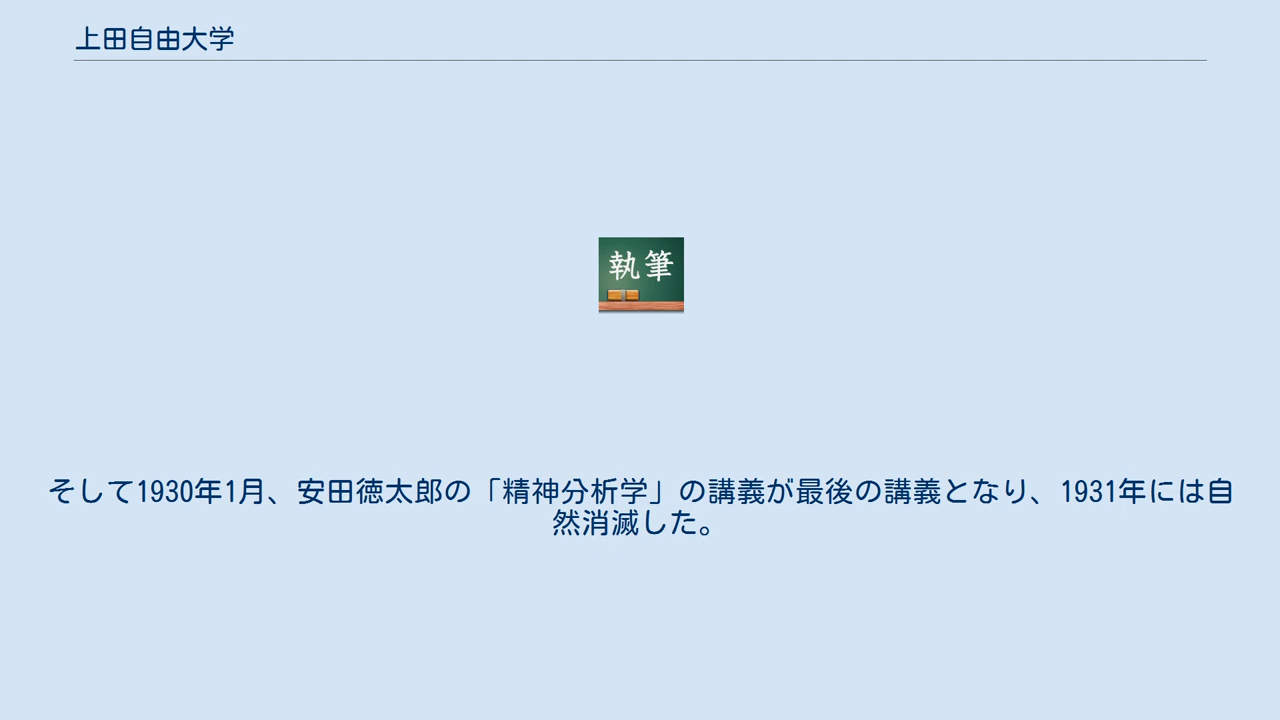 上田自由大学
執筆
そして1930年1月、安田徳太郎の「精神分析学」の講義が最後の講義となり、1931年には自
然消滅した。